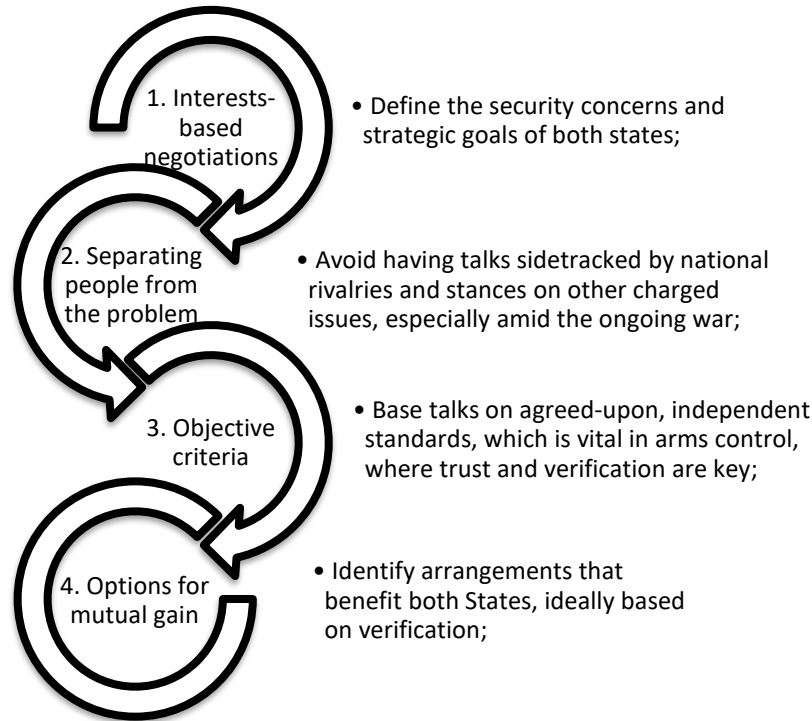 1. Interests-
based
negotiations
• Define the security concerns and
strategic goals of both states;
2. Separating
people from
the problem
• Avoid having talks sidetracked by national
rivalries and stances on other charged
issues, especially amid the ongoing war;
3. Objective
criteria
• Base talks on agreed-upon, independent
standards, which is vital in arms control,
where trust and verification are key;
4. Options for
mutual gain
• Identify arrangements that
benefit both States, ideally based
on verification;